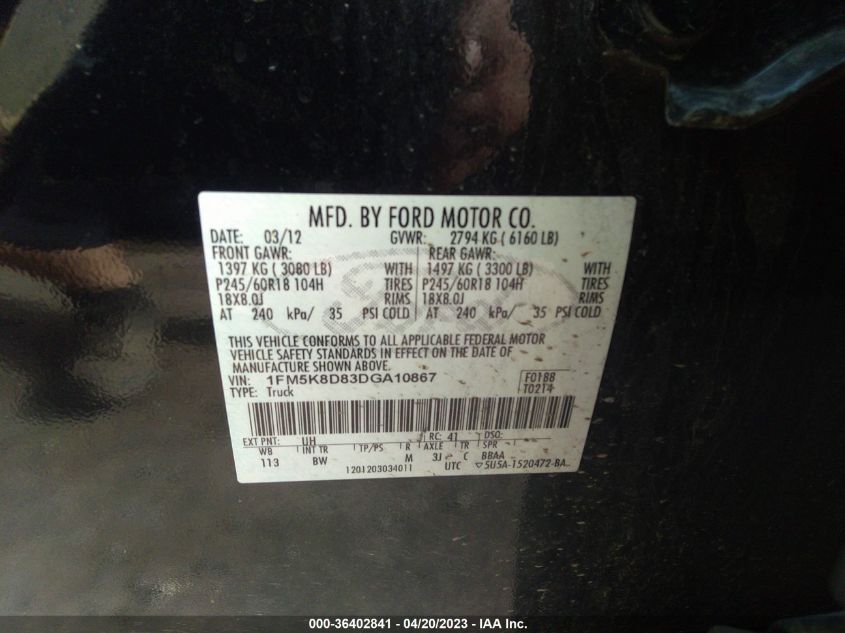 MFD. BY FORD MOTOR CO.
DATE: 03/12 GVWR: 2794 KG ( 6160 LB)
FRONT GAWR: REAR GAWR:
1397 KG ( 3080 LB) WITH 1497 KG ( 3300 LB) WITH
P245/60R18 104H TIRES P245/60R18 104H TIRES
18X8.0J RIMS 18X8.0J RIMS
AT 240 kPa/ 35 PSI COLD AT 240 kPa/ 35 PSI COLD
THIS VEHICLE CONFORMS TO ALL APPLICABLE FEDERAL MOTOR
VEHICLE SAFETY STANDARDS IN EFFECT ON THE DATE OF
MANUFACTURE SHOWN ABOVE.
VIN: 1FM5K8D83DGA10867 F0188
TYPE: Truck T0214
EXT PNT: UH RC: 41 DSO:
WB INT TR TP/PS R AXLE TR SPR
113 BW M 3J C BBAA
1201203034011 UTC ▽5U5A-1520472-BA..
000-36402841 - 04/20/2023 - IAA Inc.